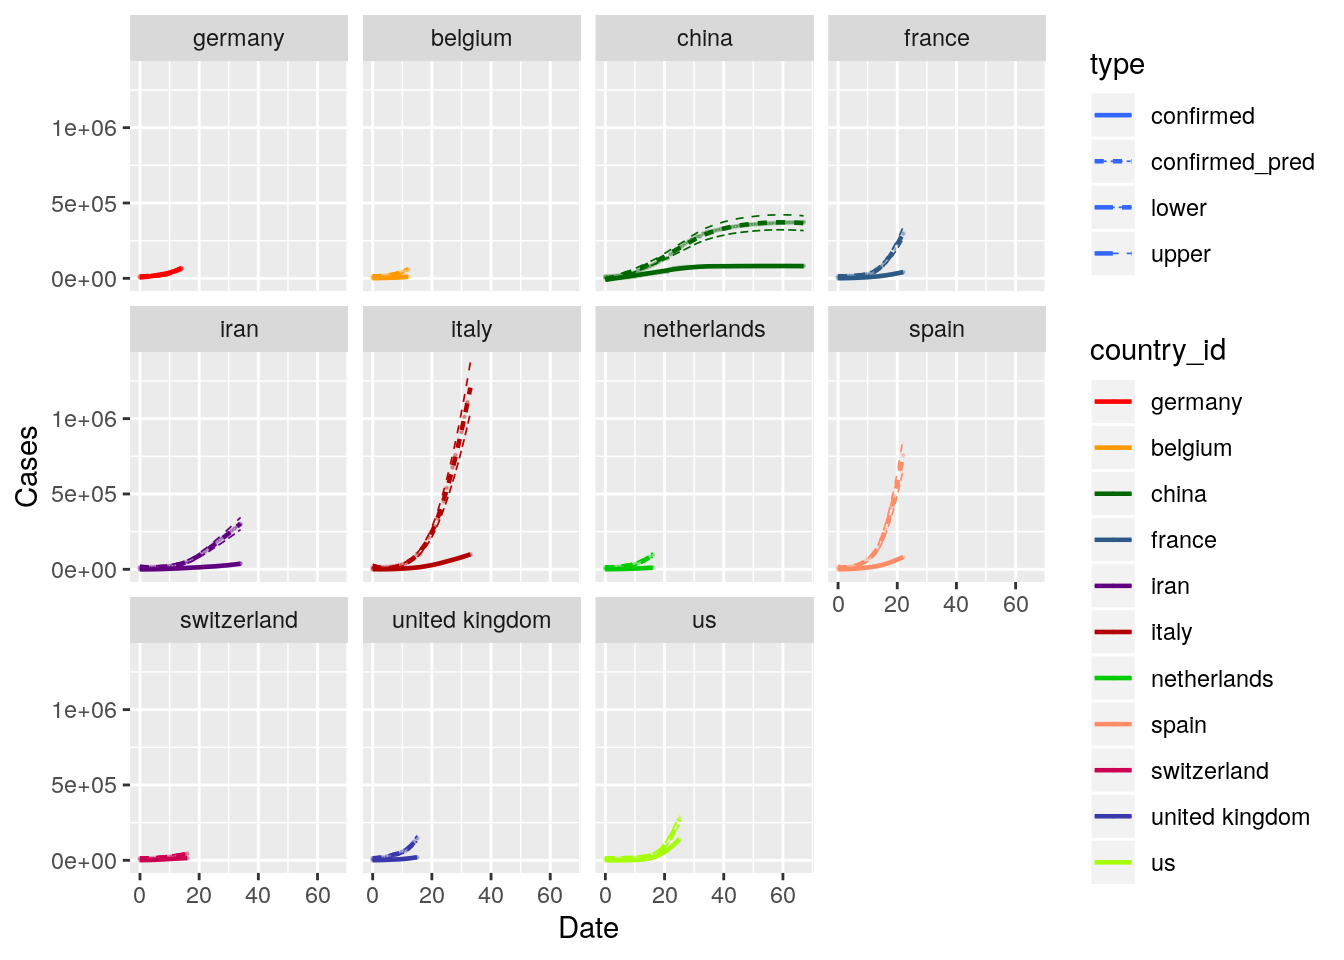 germany
belgium
china
france
1e+06
5e+05
0e+00
iran
italy
netherlands
spain
1e+06
5e+05
0e+00
0 20 40 60
switzerland
united kingdom
us
1e+06
5e+05
0e+00
0 20 40 60
0 20 40 60
0 20 40 60
Date
Cases
type
confirmed
confirmed_pred
lower
upper
country_id
germany
belgium
china
france
iran
italy
netherlands
spain
switzerland
united kingdom
us